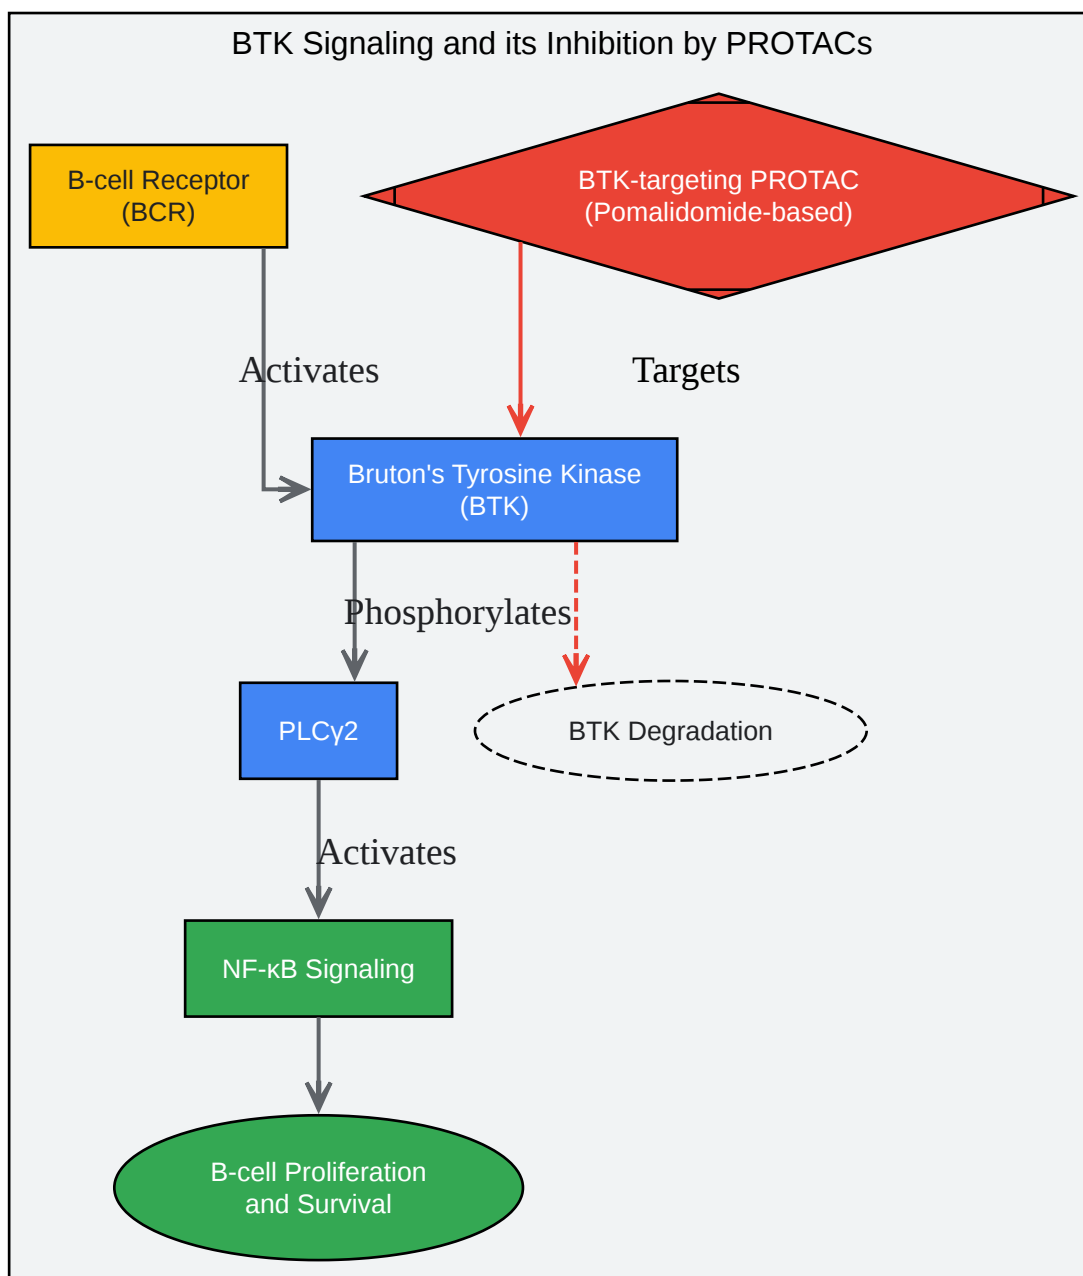 BTK Signaling and its Inhibition by PROTACs
B-cell Receptor
(BCR)
BTK-targeting PROTAC
(Pomalidomide-based)
Activates
Targets
Bruton's Tyrosine Kinase
(BTK)
Phosphorylates
PLCγ2
BTK Degradation
Activates
NF-κB Signaling
B-cell Proliferation
and Survival